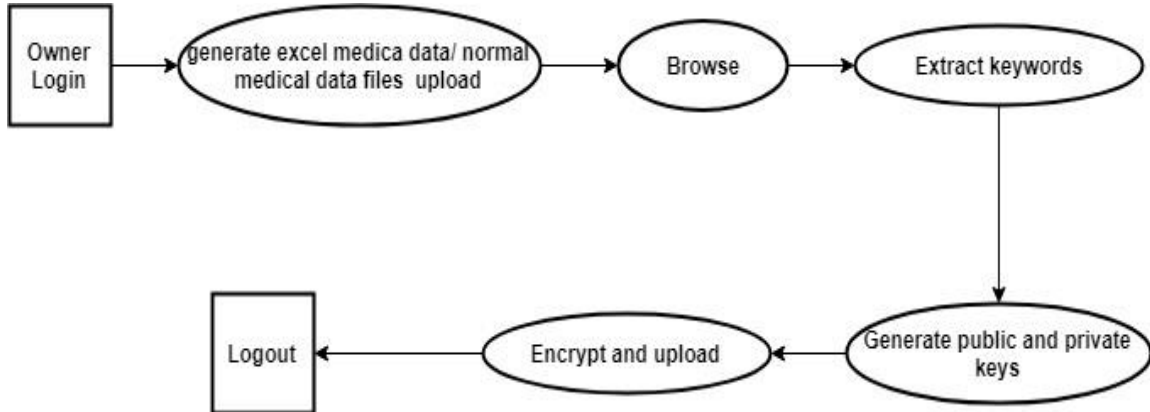 Owner
Login
generate excel medica data/ normal
medical data files upload
Browse
Extract keywords
Generate public and private
keys
Encrypt and upload
Logout